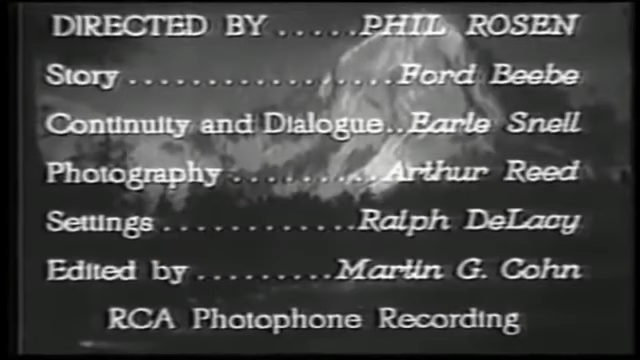 DIRECTED BY ..... PHIL ROSEN
Story .................. Ford Beebe
Continuity and Dialogue.. Earle Snell
Photography ........... Arthur Reed
Settings ............. Ralph DeLacy
Edited by ......... Martin G. Cohn
RCA Photophone Recording